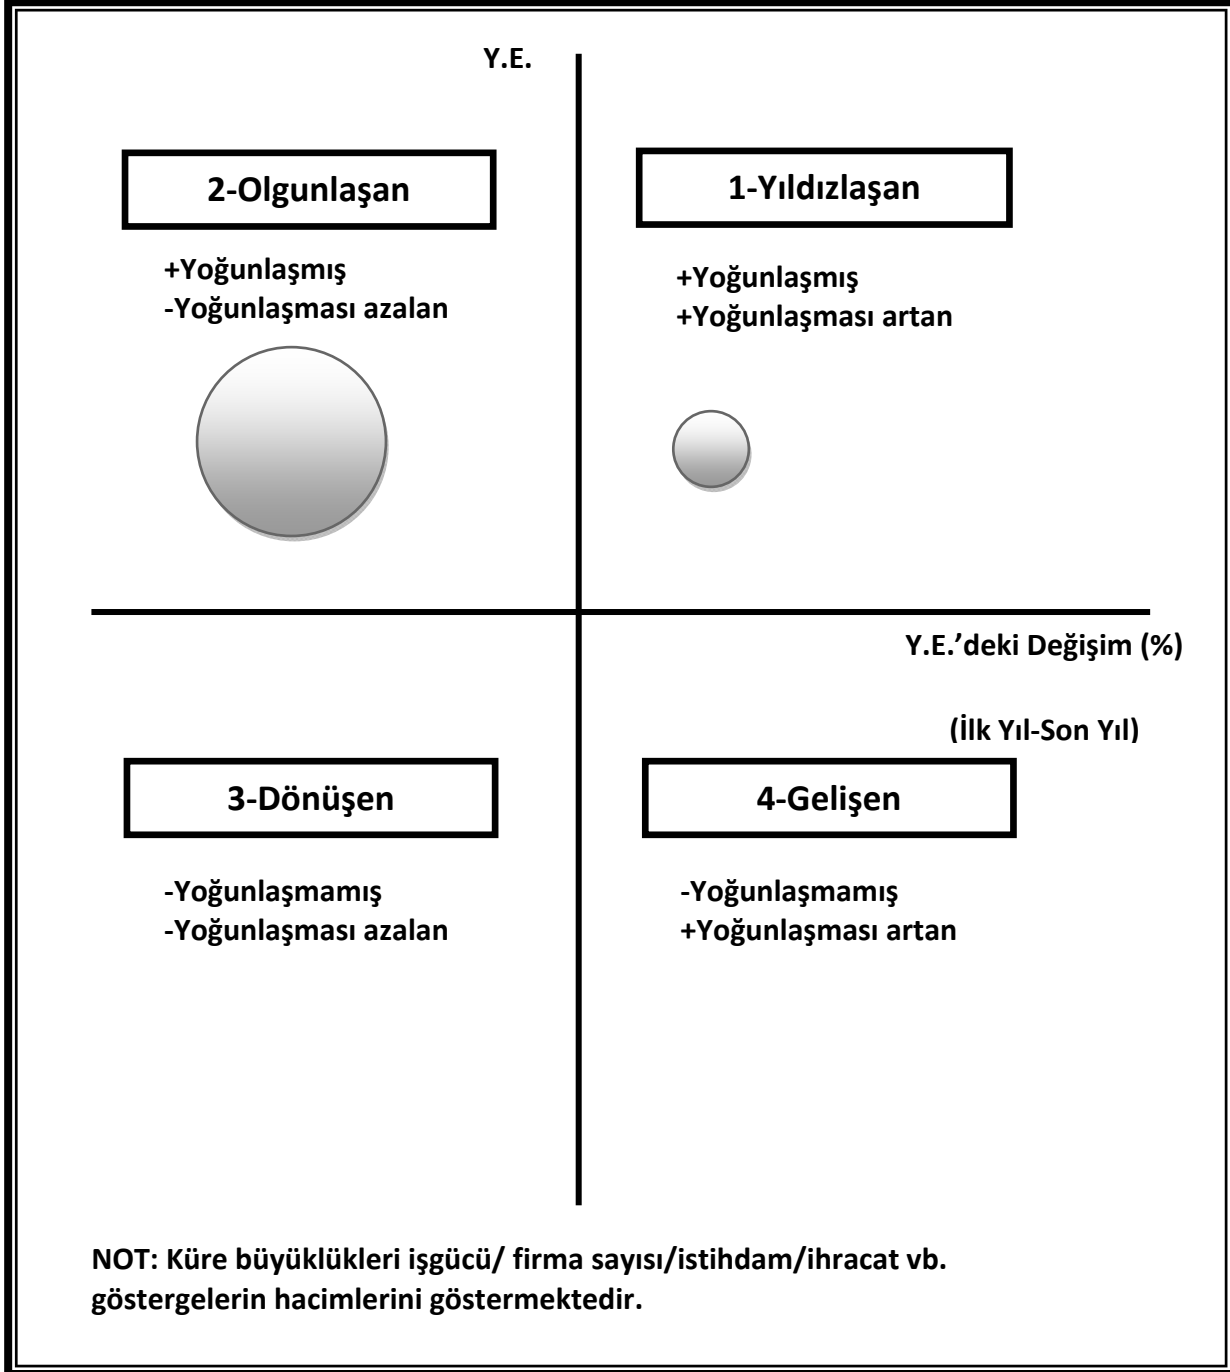 Y.E.
2-Olgunlaşan
+Yoğunlaşmış
-Yoğunlaşması azalan
1-Yıldızlaşan
+Yoğunlaşmış
+Yoğunlaşması artan
Y.E.’deki Değişim (%)
(İlk Yıl-Son Yıl)
3-Dönüşen
-Yoğunlaşmamış
-Yoğunlaşması azalan
4-Gelişen
-Yoğunlaşmamış
+Yoğunlaşması artan
NOT: Küre büyüklükleri işgücü/ firma sayısı/istihdam/ihracat vb.
göstergelerin hacimlerini göstermektedir.